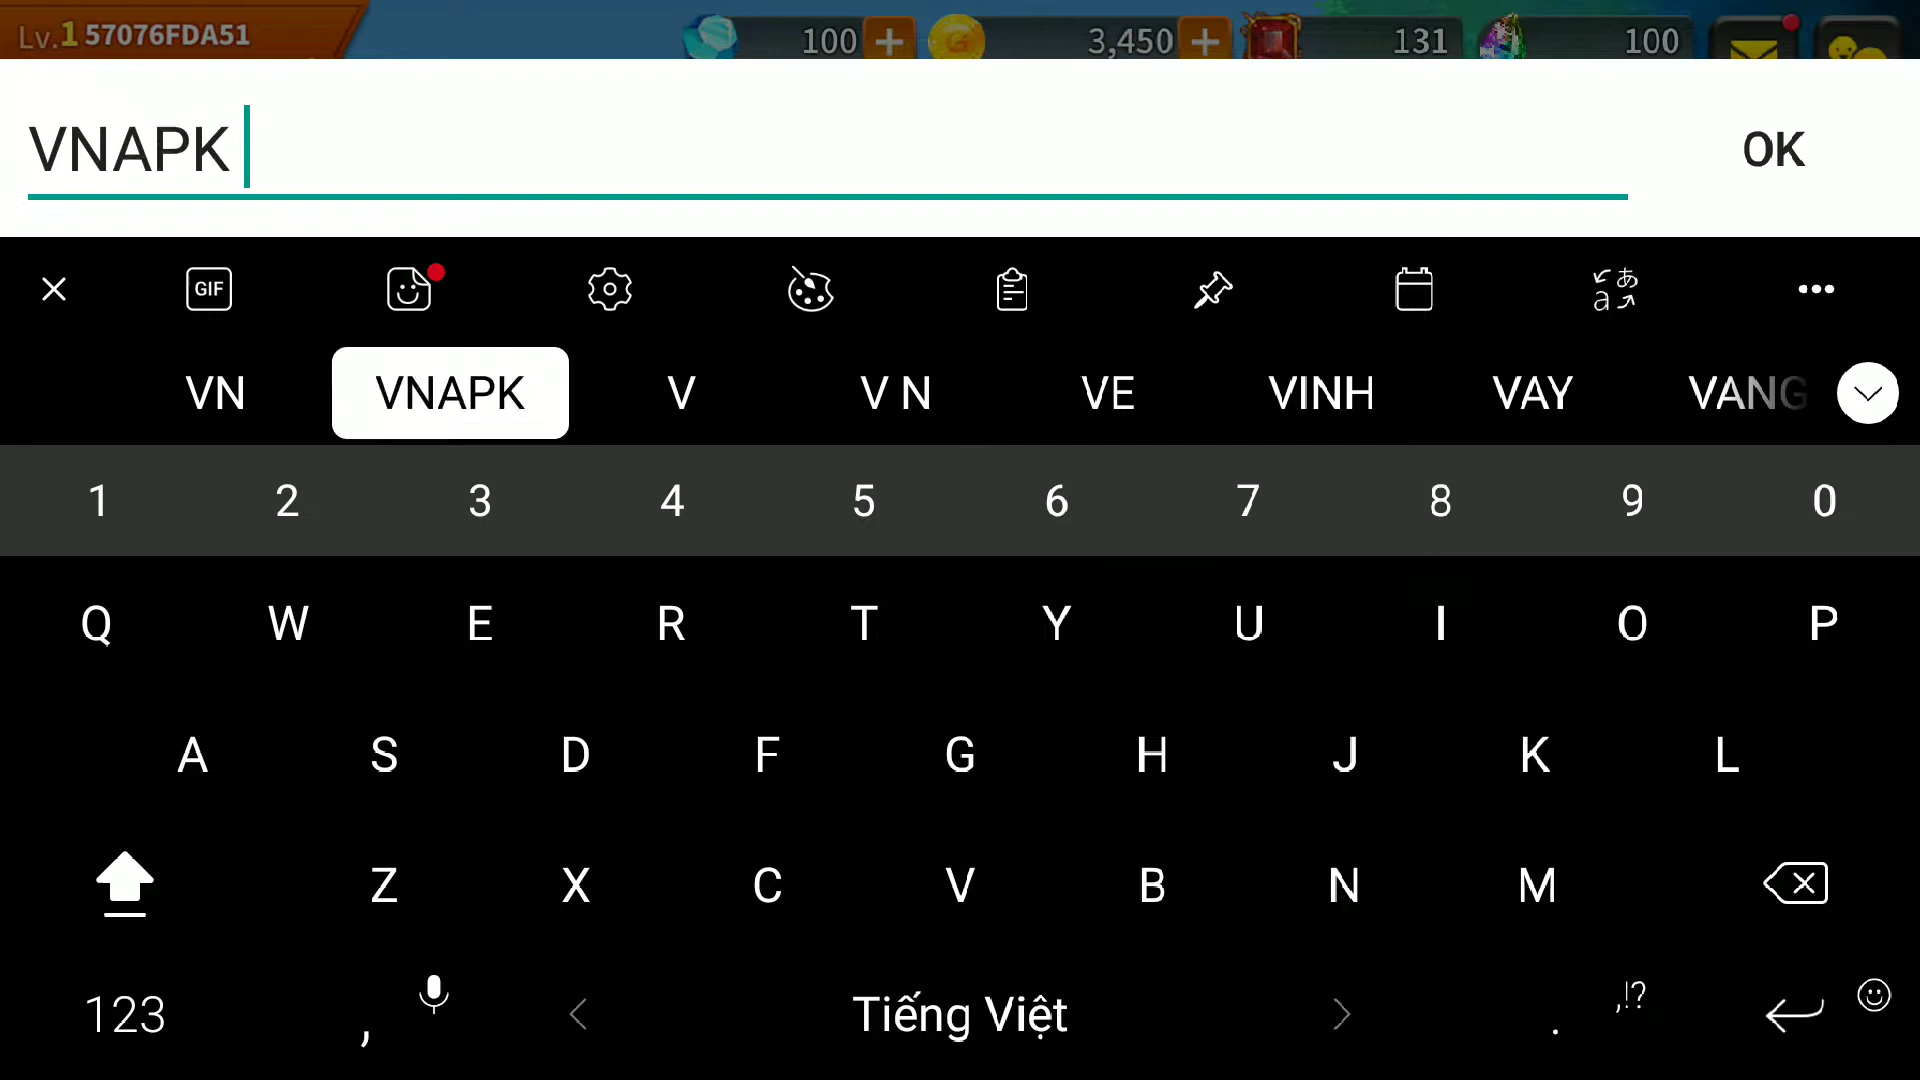 Lv.1 57076FDA51 100 + 3,450 + 131 100
VNAPK OK
GIF あ a
VN VNAPK V V N VE VINH VAY VANG
1 2 3 4 5 6 7 8 9 0
Q W E R T Y U I O P
A S D F G H J K L
Z X C V B N M
123 , < Tiếng Việt > . ,!?